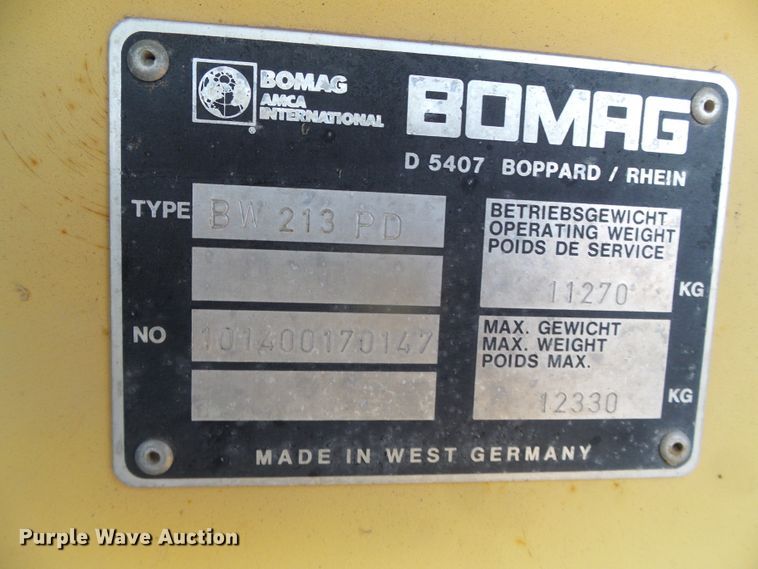 BOMAG
AMCA
INTERNATIONAL
®
BOMAG
D 5407 BOPPARD / RHEIN
TYPE BW 213 PD
BETRIEBSGEWICHT
OPERATING WEIGHT
POIDS DE SERVICE
11270 KG
NO 101400170147
MAX. GEWICHT
MAX. WEIGHT
POIDS MAX.
12330 KG
MADE IN WEST GERMANY
Purple Wave Auction